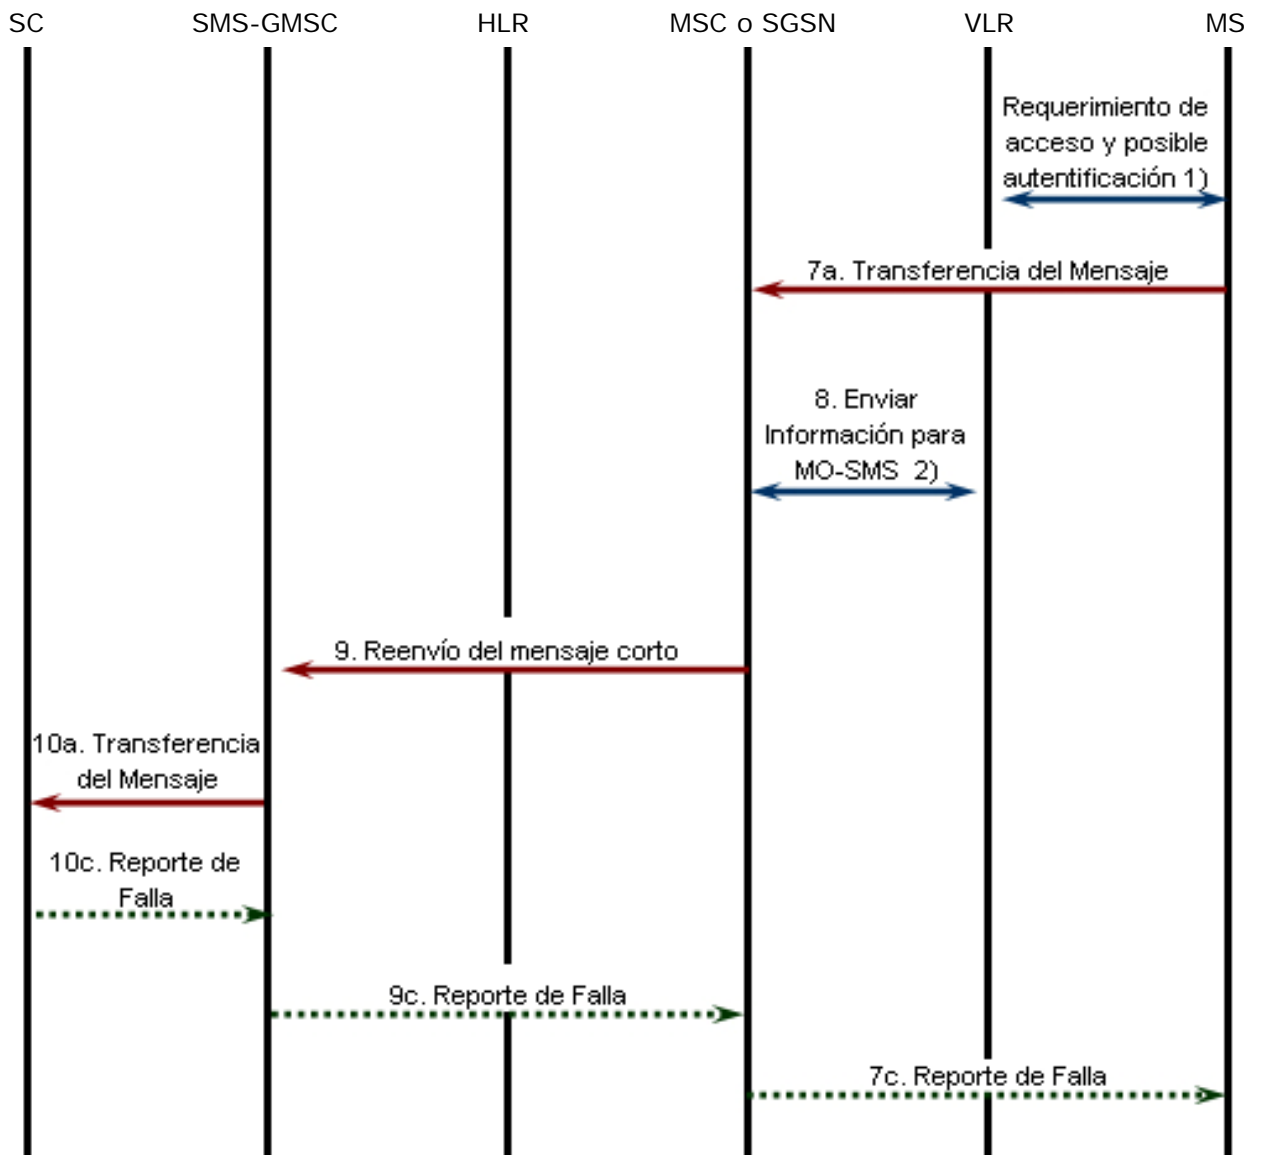 SC SMS-GMSC HLR MSC o SGSN VLR MS
Requerimiento de
acceso y posible
autentificación 1)
7a. Transferencia del Mensaje
8. Enviar
Información para
MO-SMS 2)
9. Reenvío del mensaje corto
10a. Transferencia
del Mensaje
10c. Reporte de
Falla
9c. Reporte de Falla
7c. Reporte de Falla